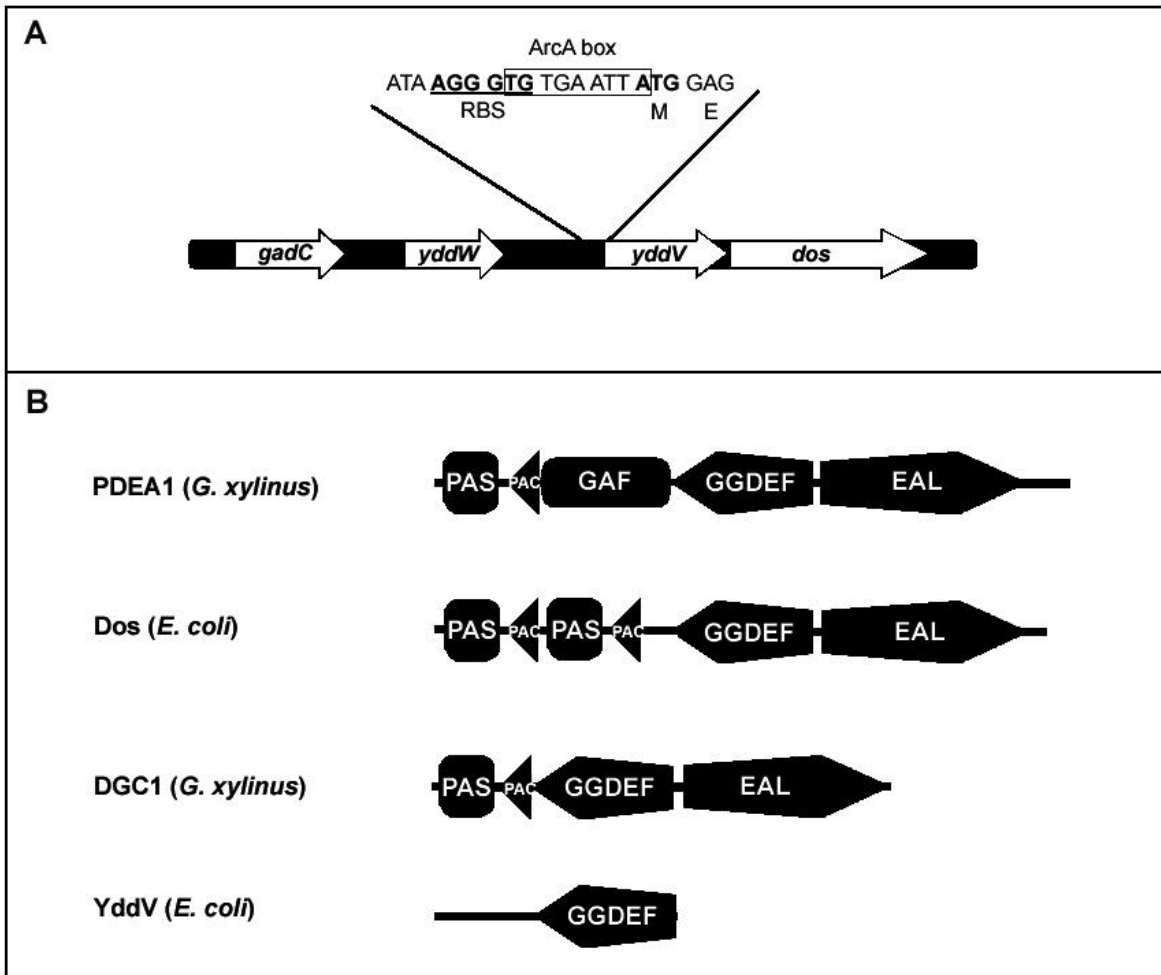 A
ArcA box
ATA AGG GTG TGA ATT ATG GAG
RBS M E
gadC yddW yddV dos
B
PDEA1 (G. xylinus) PAS PAC GAF GGDEF EAL
Dos (E. coli) PAS PAC PAS PAC GGDEF EAL
DGC1 (G. xylinus) PAS PAC GGDEF EAL
YddV (E. coli) GGDEF